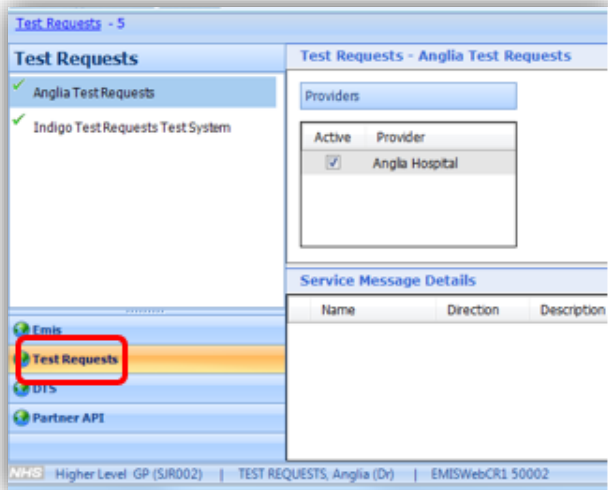 Test Requests - 5
Test Requests
Anglia Test Requests
Indigo Test Requests Test System
Emis
Test Requests
DTS
Partner API
Test Requests - Anglia Test Requests
Providers
Active Provider
Anglia Hospital
Service Message Details
Name Direction Description
NHS Higher Level GP (SJR002) | TEST REQUESTS, Anglia (Dr) | EMISWebCR1 50002